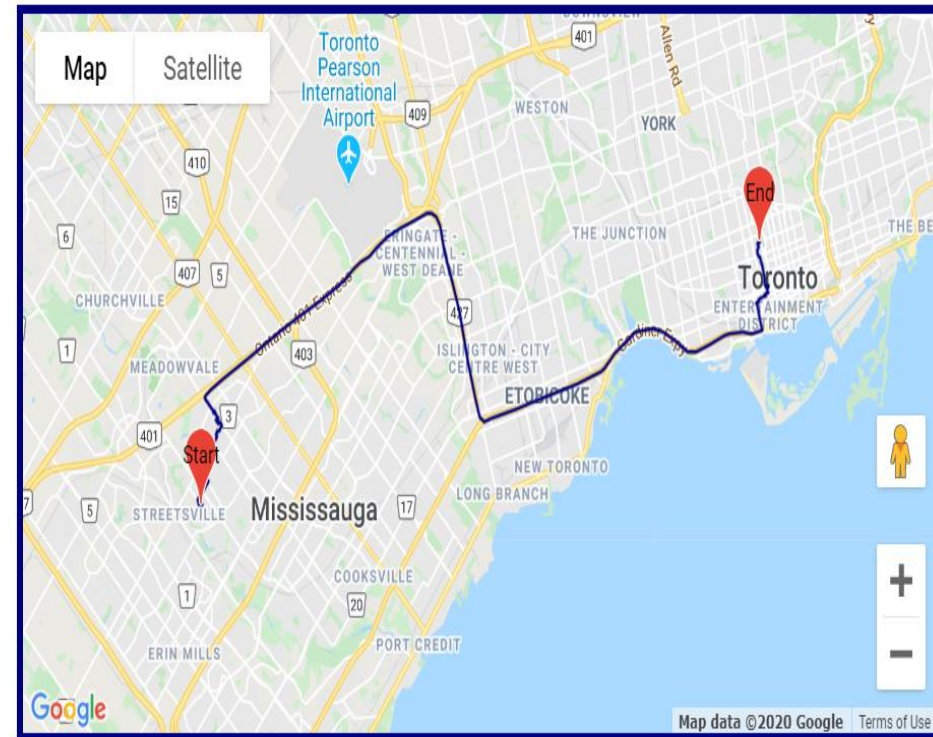 Map
Satellite
Toronto
Pearson
International
Airport
401
Allen Rd
409
WESTON
YORK
410
15
6
End
ERINGATE -
CENTENNIAL -
WEST DEANE
THE JUNCTION
THE BE
407
5
Toronto
CHURCHVILLE
Ontario 401 Express
427
ENTERTAINMENT
DISTRICT
1
403
Gardiner Expy
MEADOWVALE
ISLINGTON - CITY
CENTRE WEST
ETOBICOKE
3
401
Start
NEW TORONTO
LONG BRANCH
7
5
STREETSVILLE
Mississauga
17
COOKSVILLE
1
20
PORT CREDIT
ERIN MILLS
Google
Map data ©2020 Google
Terms of Use